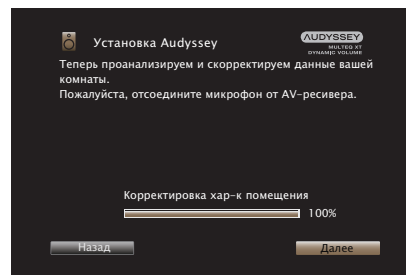 Установка Audyssey
AUDYSSEY
MULTEQ XT
DYNAMIC VOLUME
Теперь проанализируем и скорректируем данные вашей
комнаты.
Пожалуйста, отсоедините микрофон от AV-ресивера.
Корректировка хар-к помещения
100%
Назад
Далее